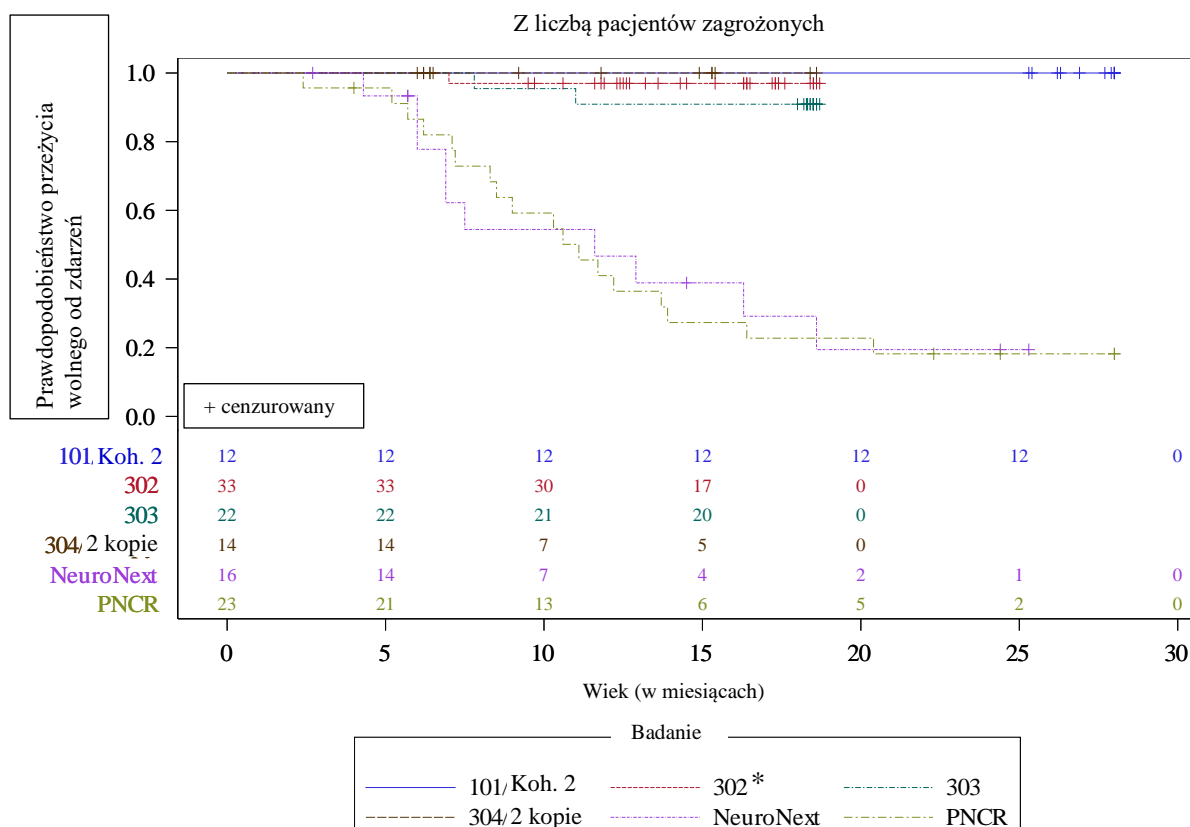 Z liczbą pacjentów zagrożonych
Prawdopodobieństwo przeżycia
wolnego od zdarzeń
1.0
0.8
0.6
0.4
0.2
0.0
+ cenzurowany
101/Koh. 2 12 12 12 12 12 12 0
302 33 33 30 17 0
303 22 22 21 20 0
304/2 kopie 14 14 7 5 0
NeuroNext 16 14 7 4 2 1 0
PNCR 23 21 13 6 5 2 0
0 5 10 15 20 25 30
Wiek (w miesiącach)
Badanie
101/Koh. 2 302* 303
304/2 kopie NeuroNext PNCR